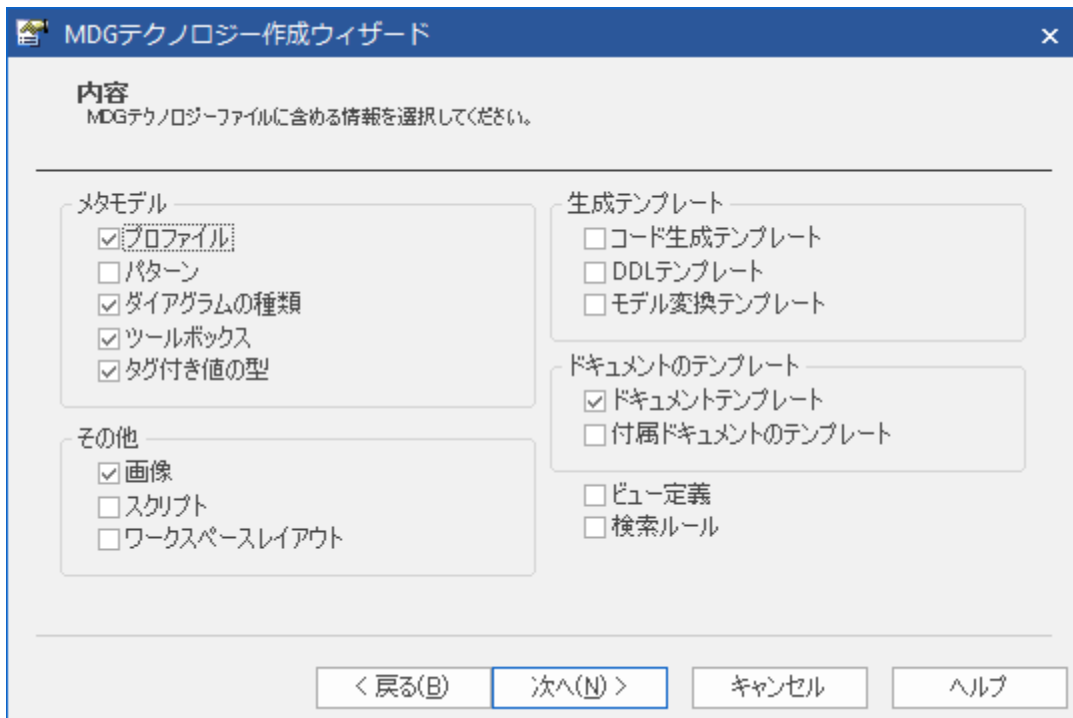 MDGテクノロジー作成ウィザード
内容
MDGテクノロジーファイルに含める情報を選択してください。
メタモデル
プロファイル
パターン
ダイアグラムの種類
ツールボックス
タグ付き値の型
その他
画像
スクリプト
ワークスペースレイアウト
生成テンプレート
コード生成テンプレート
DDLテンプレート
モデル変換テンプレート
ドキュメントのテンプレート
ドキュメントテンプレート
付属ドキュメントのテンプレート
ビュー定義
検索ルール
< 戻る(B)
次へ(N) >
キャンセル
ヘルプ